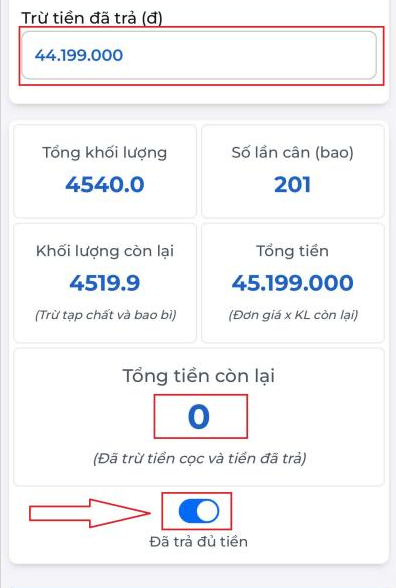 Trừ tiền đã trả (đ)
44.199.000
Tổng khối lượng
4540.0
Số lần cân (bao)
201
Khối lượng còn lại
4519.9
(Trừ tạp chất và bao bì)
Tổng tiền
45.199.000
(Đơn giá x KL còn lại)
Tổng tiền còn lại
0
(Đã trừ tiền cọc và tiền đã trả)
Đã trả đủ tiền